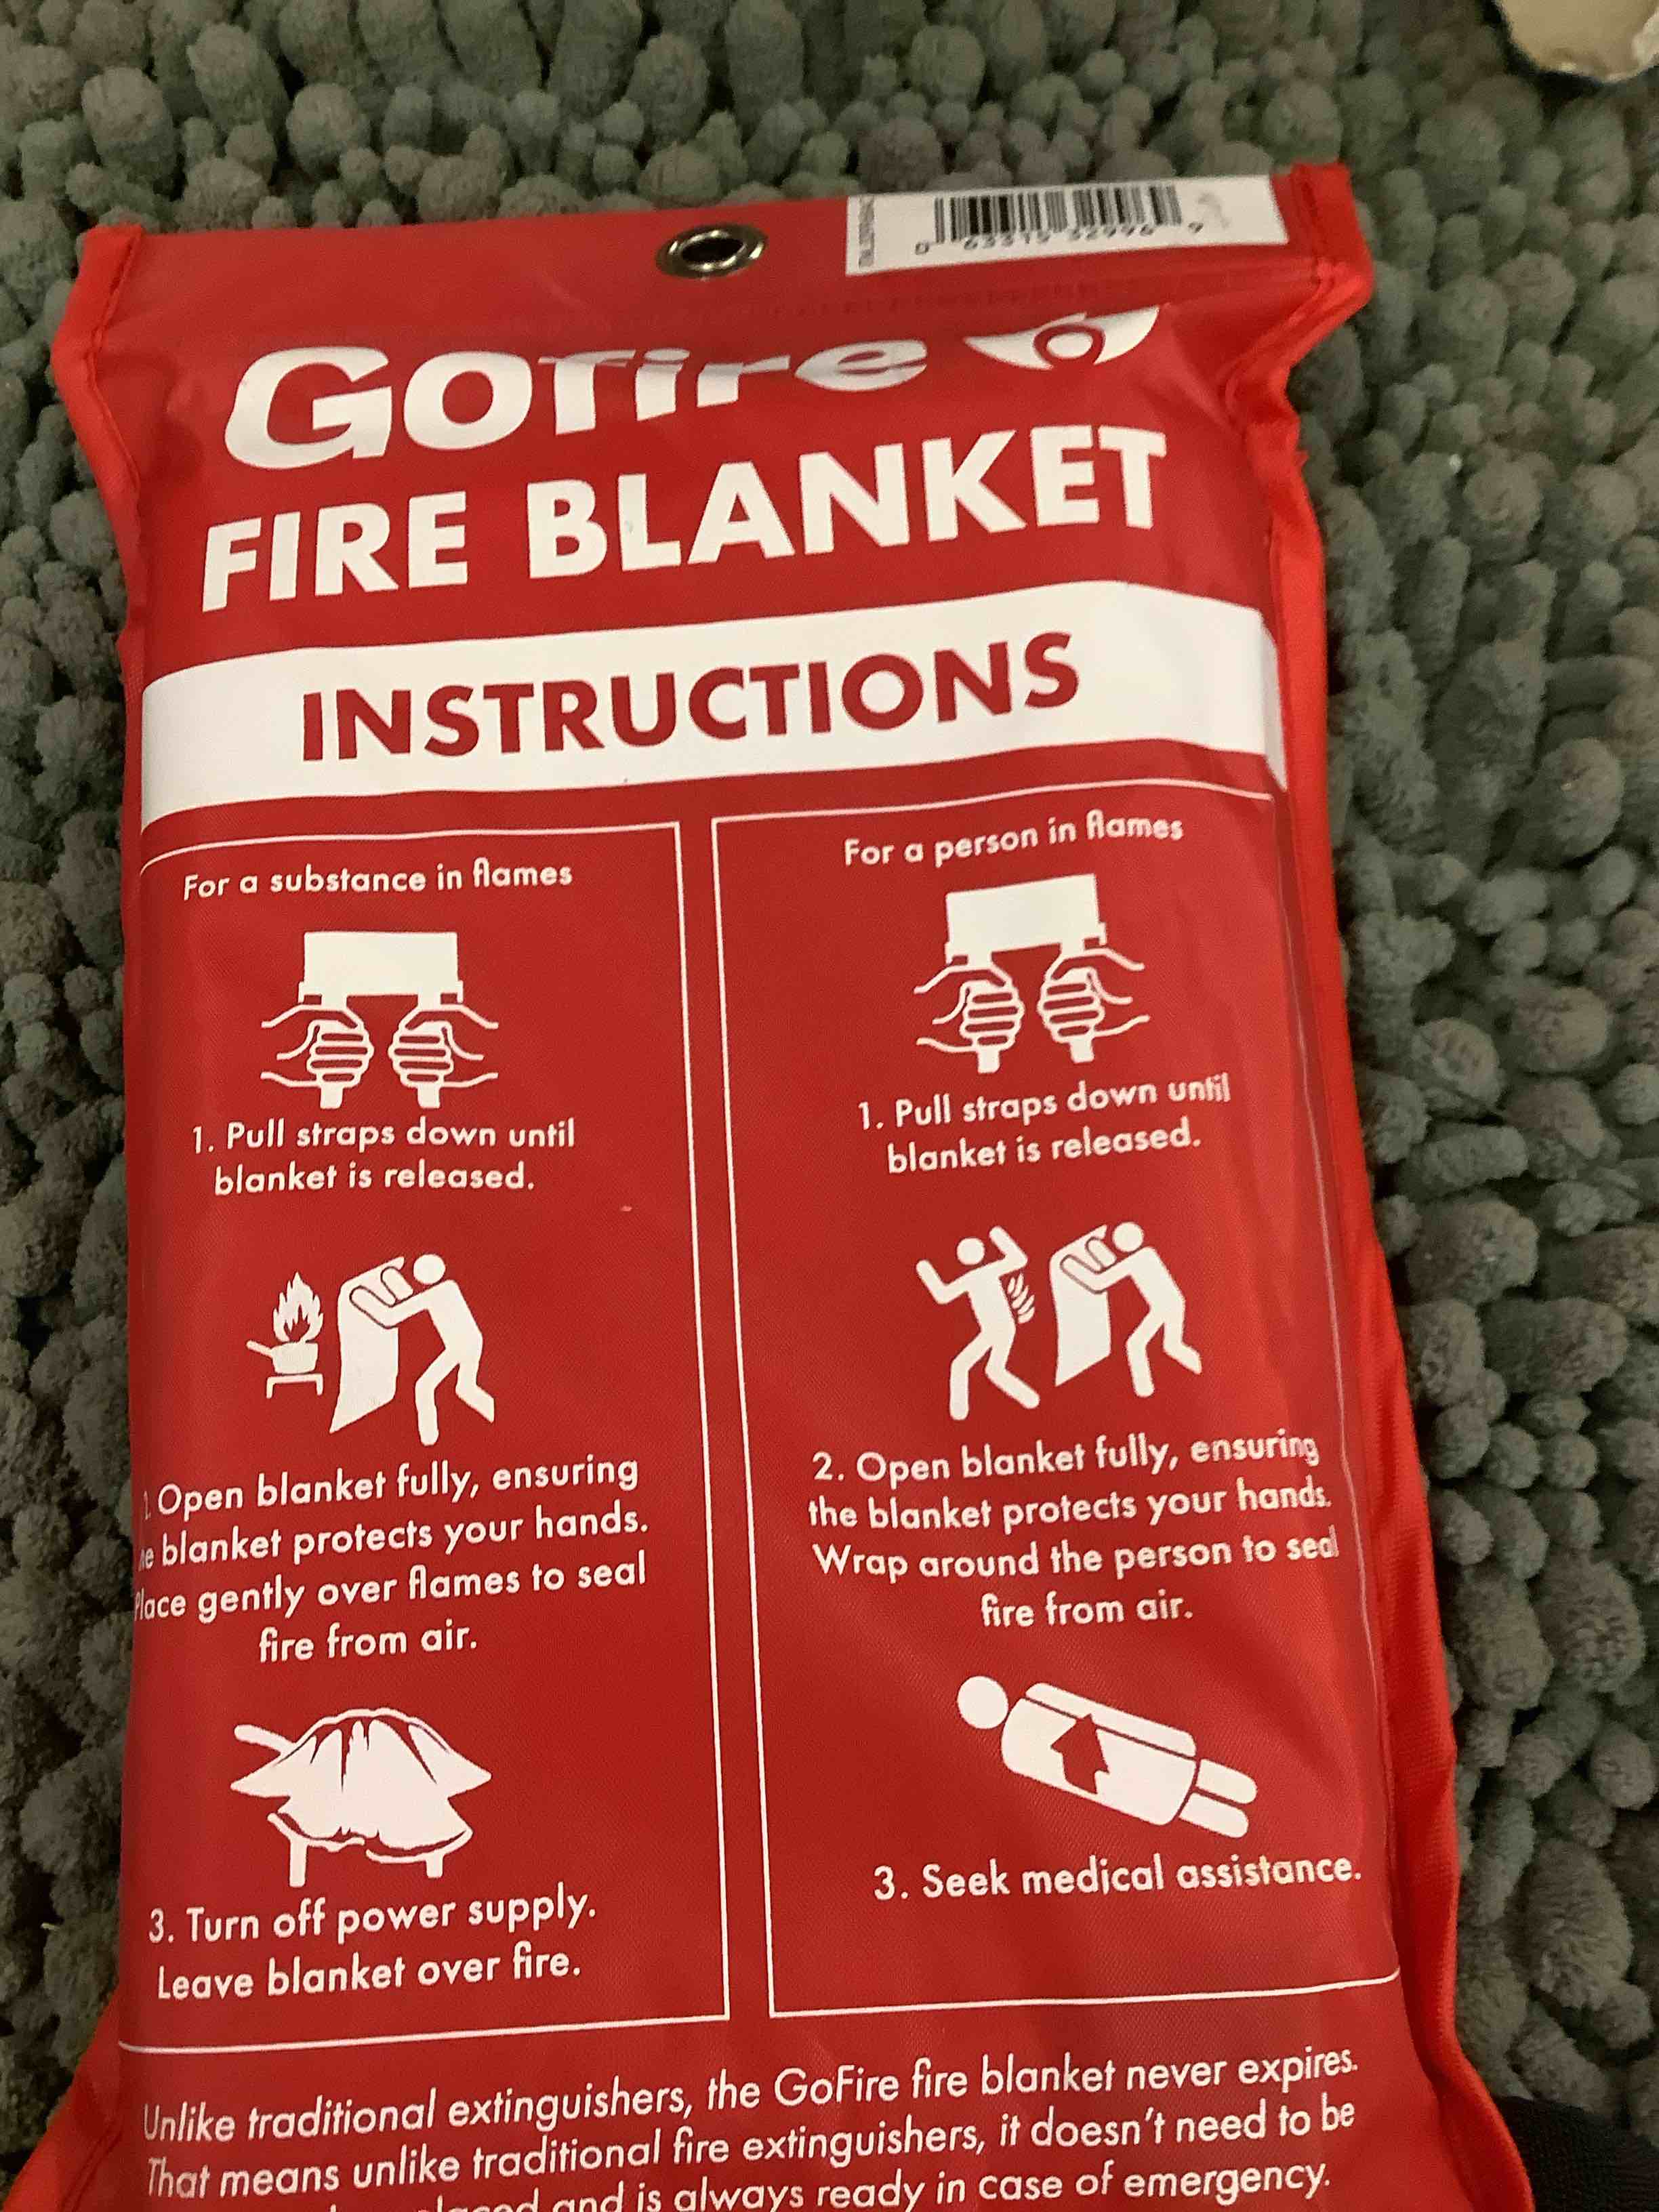 0 63315 32996 9
Gofire
FIRE BLANKET
INSTRUCTIONS
For a substance in flames
1. Pull straps down until
blanket is released.
Open blanket fully, ensuring
blanket protects your hands.
Place gently over flames to seal
fire from air.
3. Turn off power supply.
Leave blanket over fire.
For a person in flames
1. Pull straps down until
blanket is released.
2. Open blanket fully, ensuring
the blanket protects your hands.
Wrap around the person to seal
fire from air.
3. Seek medical assistance.
Unlike traditional extinguishers, the GoFire fire blanket never expires.
That means unlike traditional fire extinguishers, it doesn't need to be
and is always ready in case of emergency.